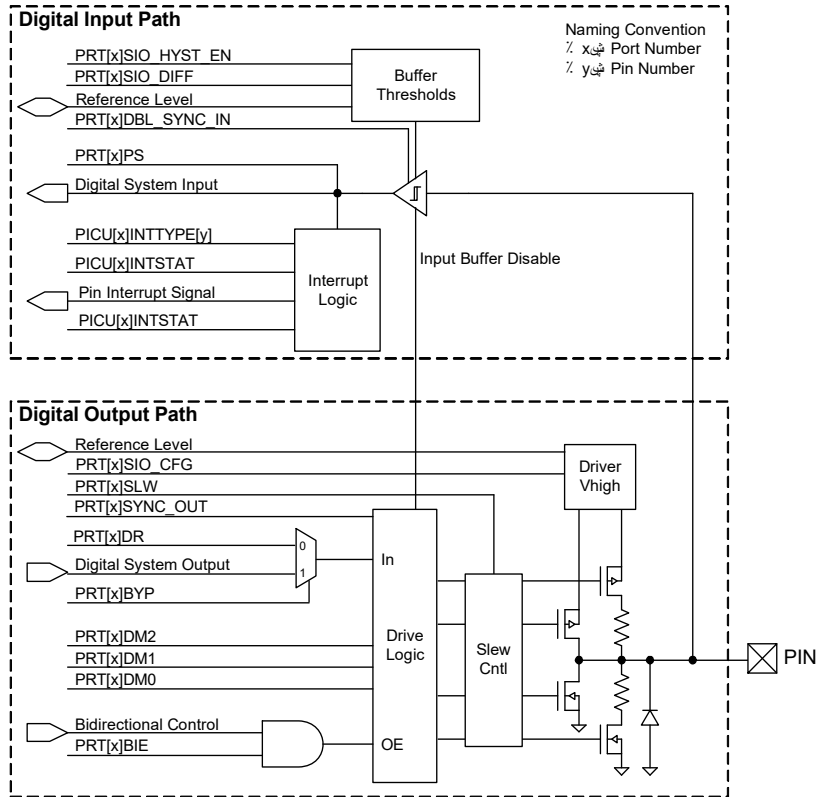 Digital Input Path
Naming Convention
x Port Number
y Pin Number
PRT[x]SIO_HYST_EN
PRT[x]SIO_DIFF
Reference Level
PRT[x]DBL_SYNC_IN
Buffer
Thresholds
PRT[x]PS
Digital System Input
PICU[x]INTTYPE[y]
PICU[x]INTSTAT
Pin Interrupt Signal
PICU[x]INTSTAT
Interrupt
Logic
Input Buffer Disable
Digital Output Path
Reference Level
PRT[x]SIO_CFG
PRT[x]SLW
PRT[x]SYNC_OUT
Driver
Vhigh
PRT[x]DR
Digital System Output
PRT[x]BYP
0
1
In
PRT[x]DM2
PRT[x]DM1
PRT[x]DM0
Drive
Logic
Slew
Cntl
PIN
Bidirectional Control
PRT[x]BIE
OE